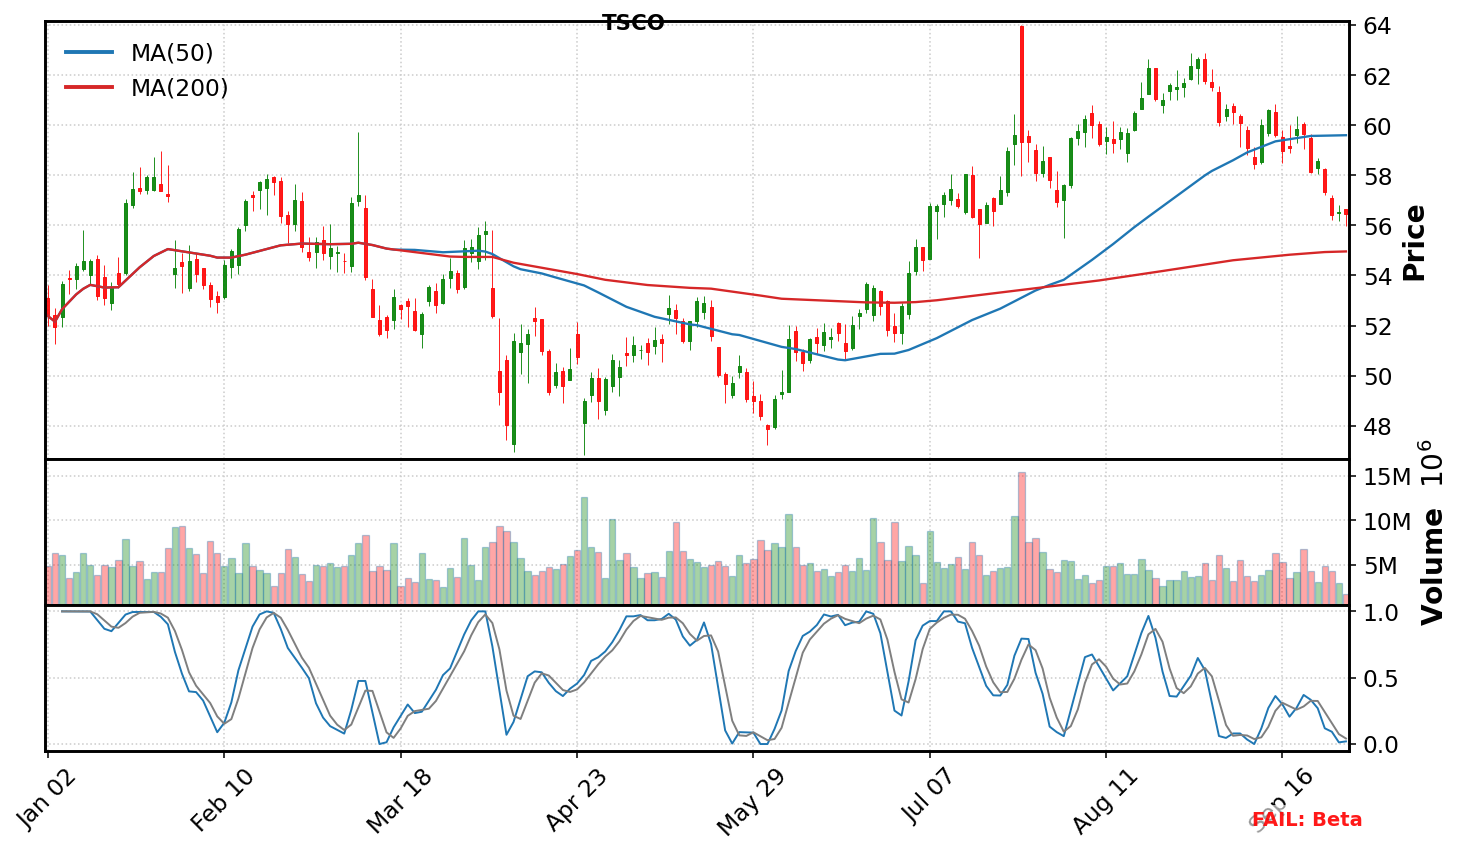 TSCO
MA(50)
MA(200)
64
62
60
58
56
54
52
50
48
Price
15M
10M
5M
Volume 10^6
1.0
0.5
0.0
Jan 02
Feb 10
Mar 18
Apr 23
May 29
Jul 07
Aug 11
Sep 16
FAIL: Beta